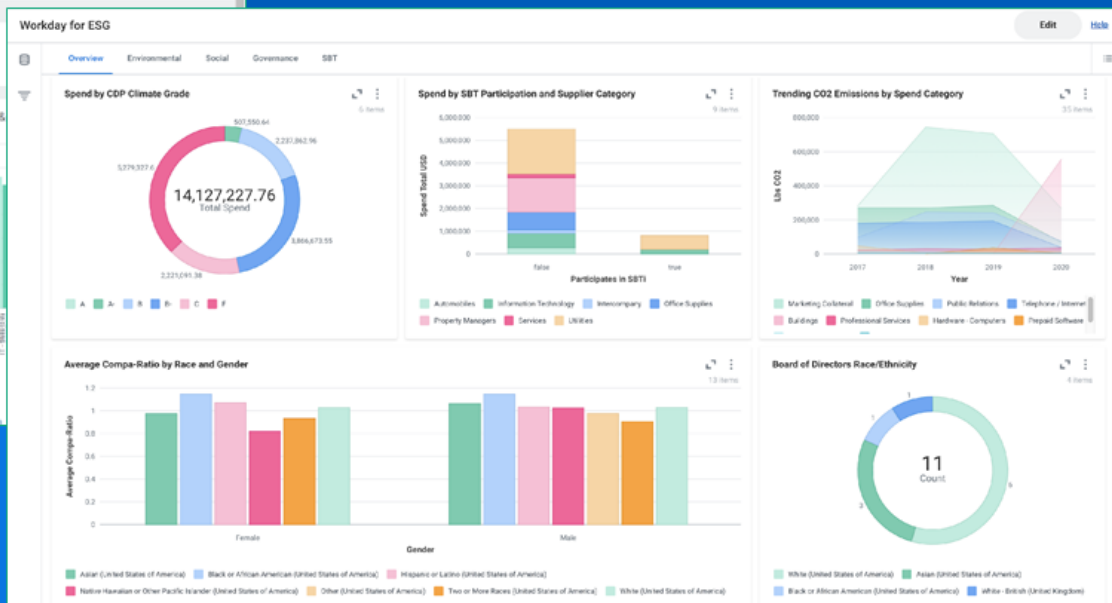 Workday for ESG
Edit
Help
Overview Environmental Social Governance SBT
Spend by CDP Climate Grade
6 items
507,550.64
2,237,862.96
3,866,673.55
2,221,091.38
5,279,327.6
14,127,227.76
Total Spend
A A- B B- C F
Spend by SBT Participation and Supplier Category
9 items
Spend Total USD
6,000,000
5,000,000
4,000,000
3,000,000
2,000,000
1,000,000
0
false true
Participates in SBTI
Automobiles Information Technology Intercompany Office Supplies
Property Managers Services Utilities
Trending CO2 Emissions by Spend Category
35 items
Lbs CO2
800,000
600,000
400,000
200,000
0
2017 2018 2019 2020
Year
Marketing Collateral Office Supplies Public Relations Telephone / Internet
Buildings Professional Services Hardware - Computers Prepaid Software
Average Compa-Ratio by Race and Gender
13 items
Average Compa-Ratio
1.2
1
0.8
0.6
0.4
0.2
0
Female Male
Gender
Asian (United States of America) Black or African American (United States of America) Hispanic or Latino (United States of America)
Native Hawaiian or Other Pacific Islander (United States of America) Other (United States of America) Two or More Races (United States of America) White (United States of America)
Board of Directors Race/Ethnicity
4 items
1
1
3
6
11
Count
White (United States of America) Asian (United States of America)
Black or African American (United States of America) White - British (United Kingdom)